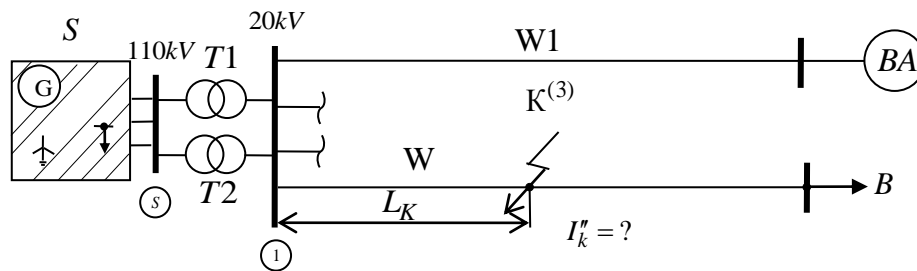 S
20kV
110kV
T1
W1
BA
G
K(3)
W
T2
B
L_K
I''_k = ?
S
1